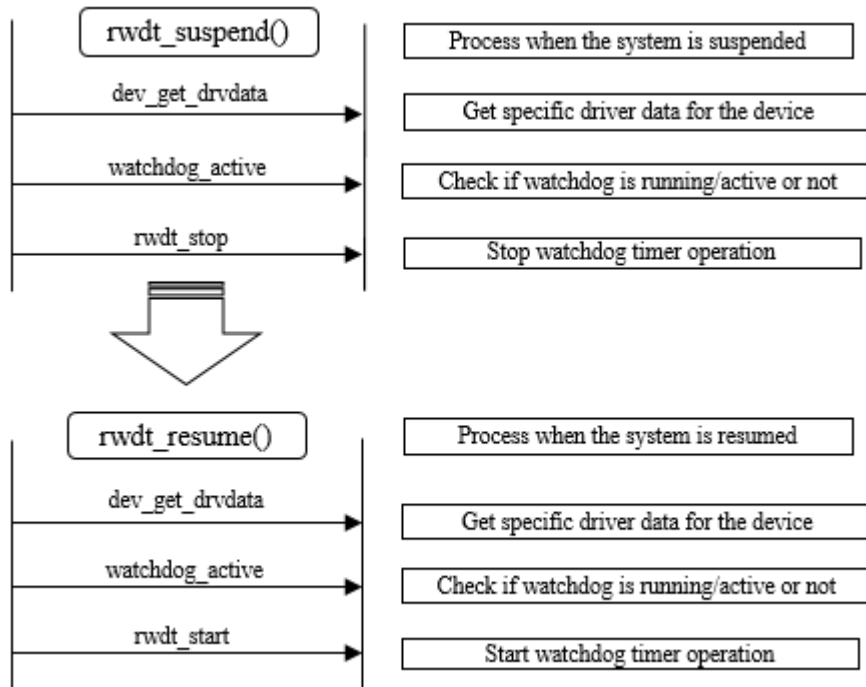 rwdt_suspend()
Process when the system is suspended
dev_get_drvdata
Get specific driver data for the device
watchdog_active
Check if watchdog is running/active or not
rwdt_stop
Stop watchdog timer operation
rwdt_resume()
Process when the system is resumed
dev_get_drvdata
Get specific driver data for the device
watchdog_active
Check if watchdog is running/active or not
rwdt_start
Start watchdog timer operation